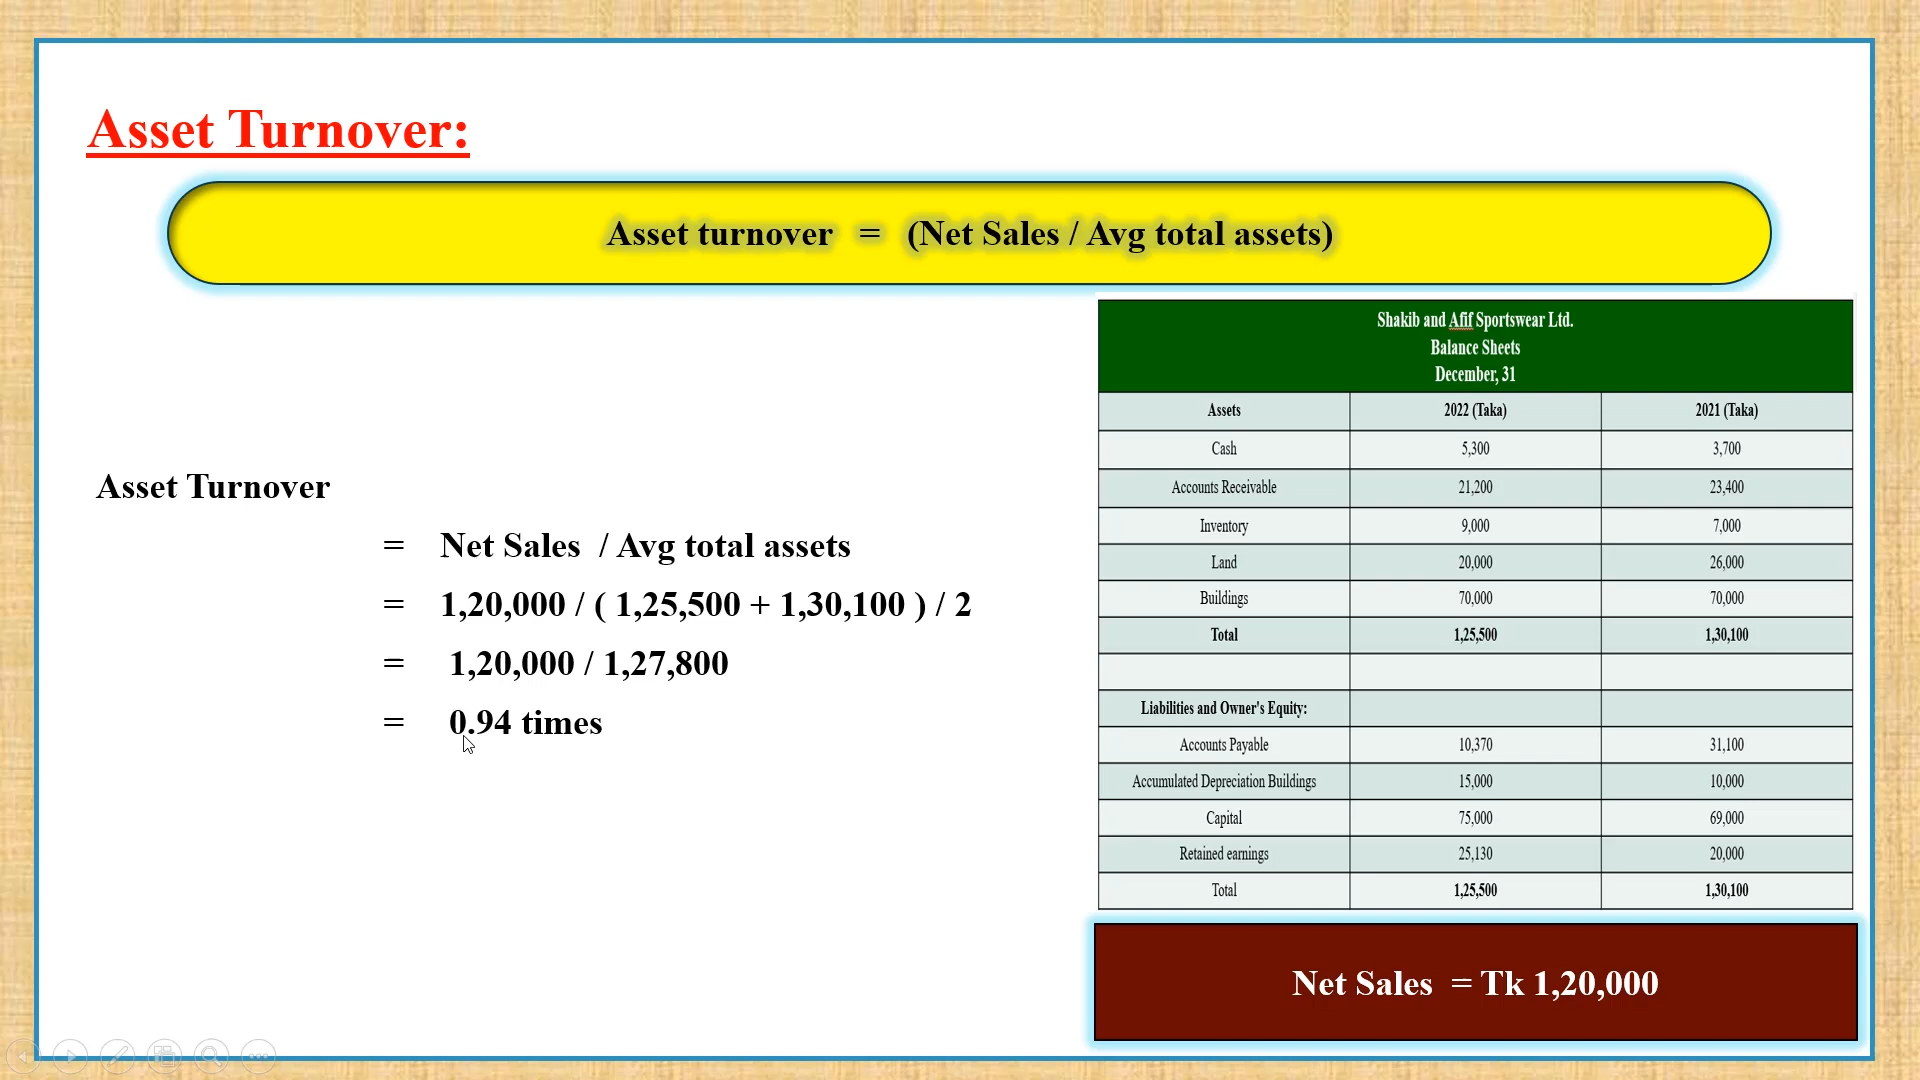 Asset Turnover:
Asset turnover = (Net Sales / Avg total assets)
Asset Turnover
= Net Sales / Avg total assets
= 1,20,000 / ( 1,25,500 + 1,30,100 ) / 2
= 1,20,000 / 1,27,800
= 0.94 times
Shakib and Afif Sportswear Ltd.
Balance Sheets
December, 31
Assets 2022 (Taka) 2021 (Taka)
Cash 5,300 3,700
Accounts Receivable 21,200 23,400
Inventory 9,000 7,000
Land 20,000 26,000
Buildings 70,000 70,000
Total 1,25,500 1,30,100
Liabilities and Owner's Equity:
Accounts Payable 10,370 31,100
Accumulated Depreciation Buildings 15,000 10,000
Capital 75,000 69,000
Retained earnings 25,130 20,000
Total 1,25,500 1,30,100
Net Sales = Tk 1,20,000